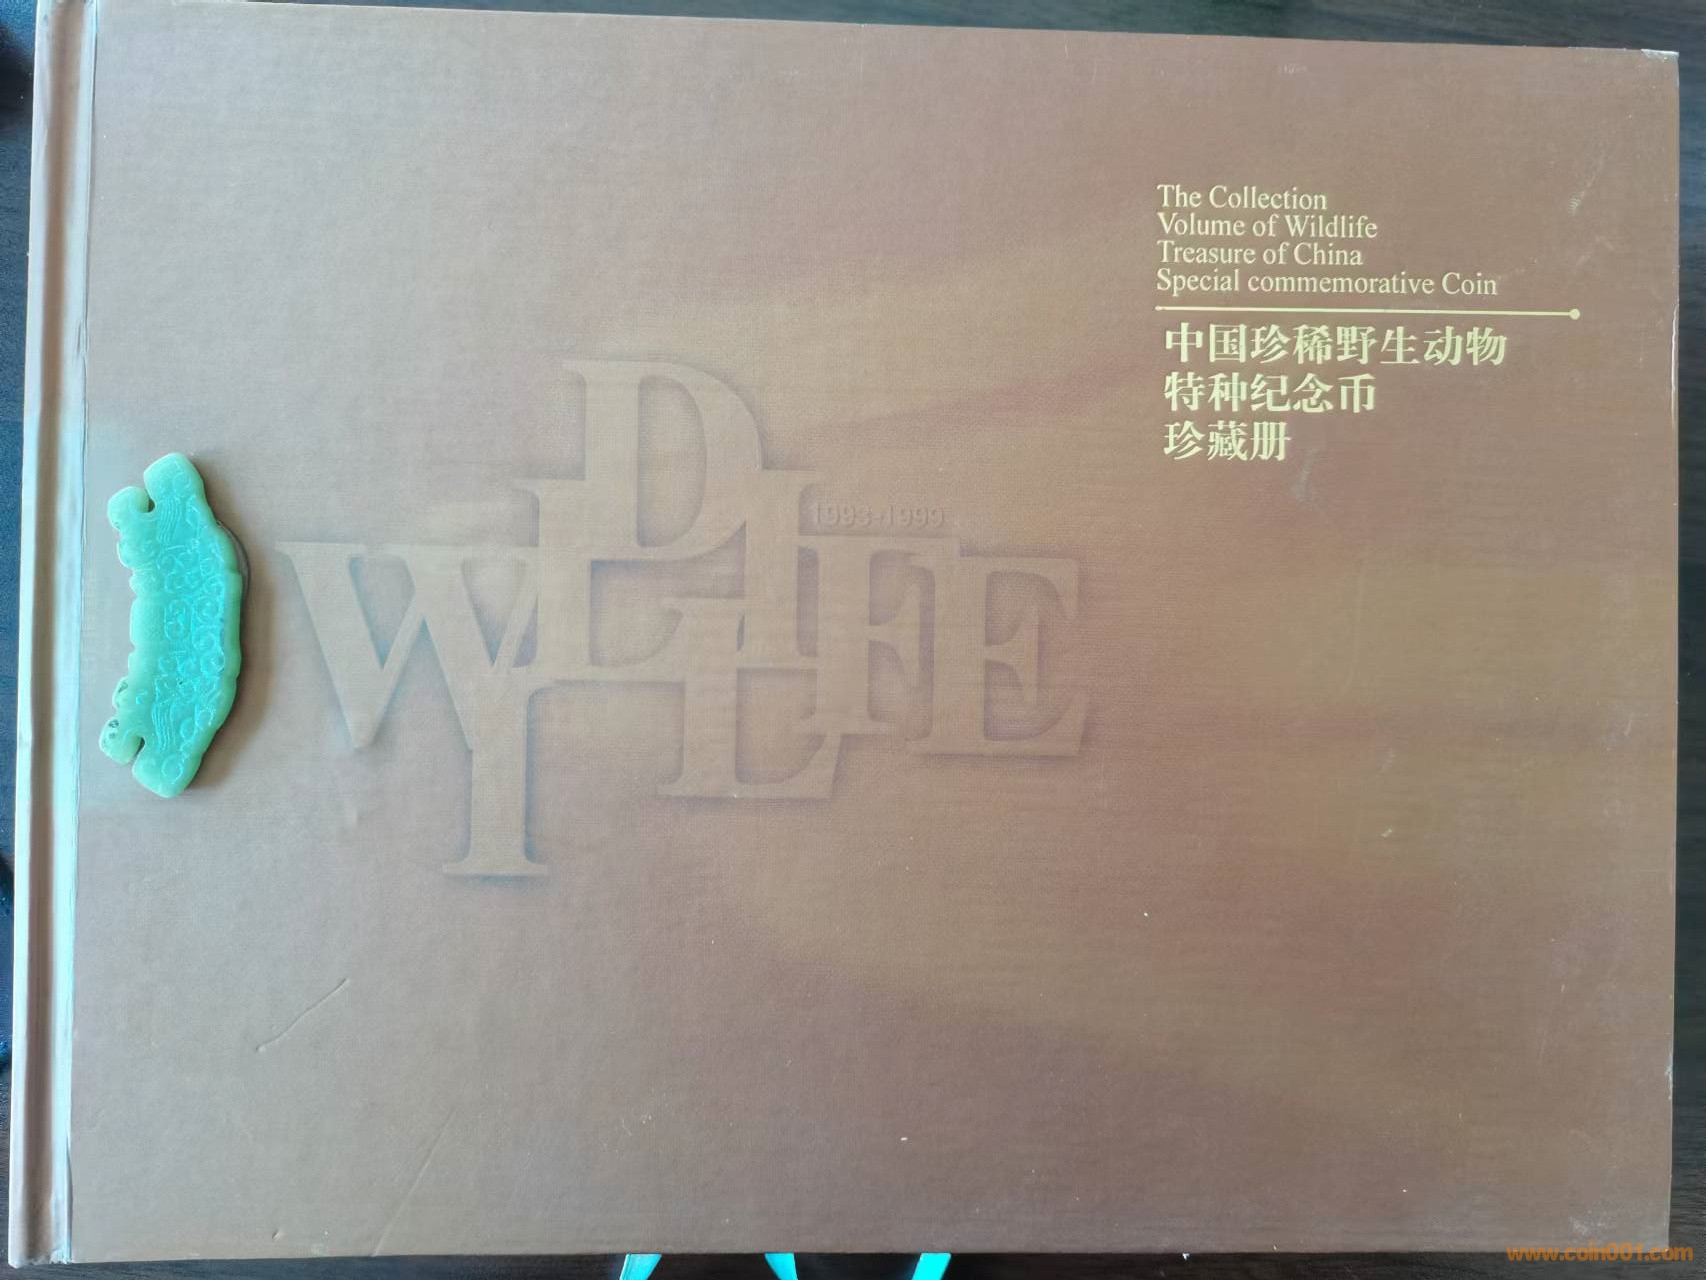 The Collection
Volume of Wildlife
Treasure of China
Special commemorative Coin
中国珍稀野生动物
特种纪念币
珍藏册
1993-1999
WYLDLIFE
www.coin001.com